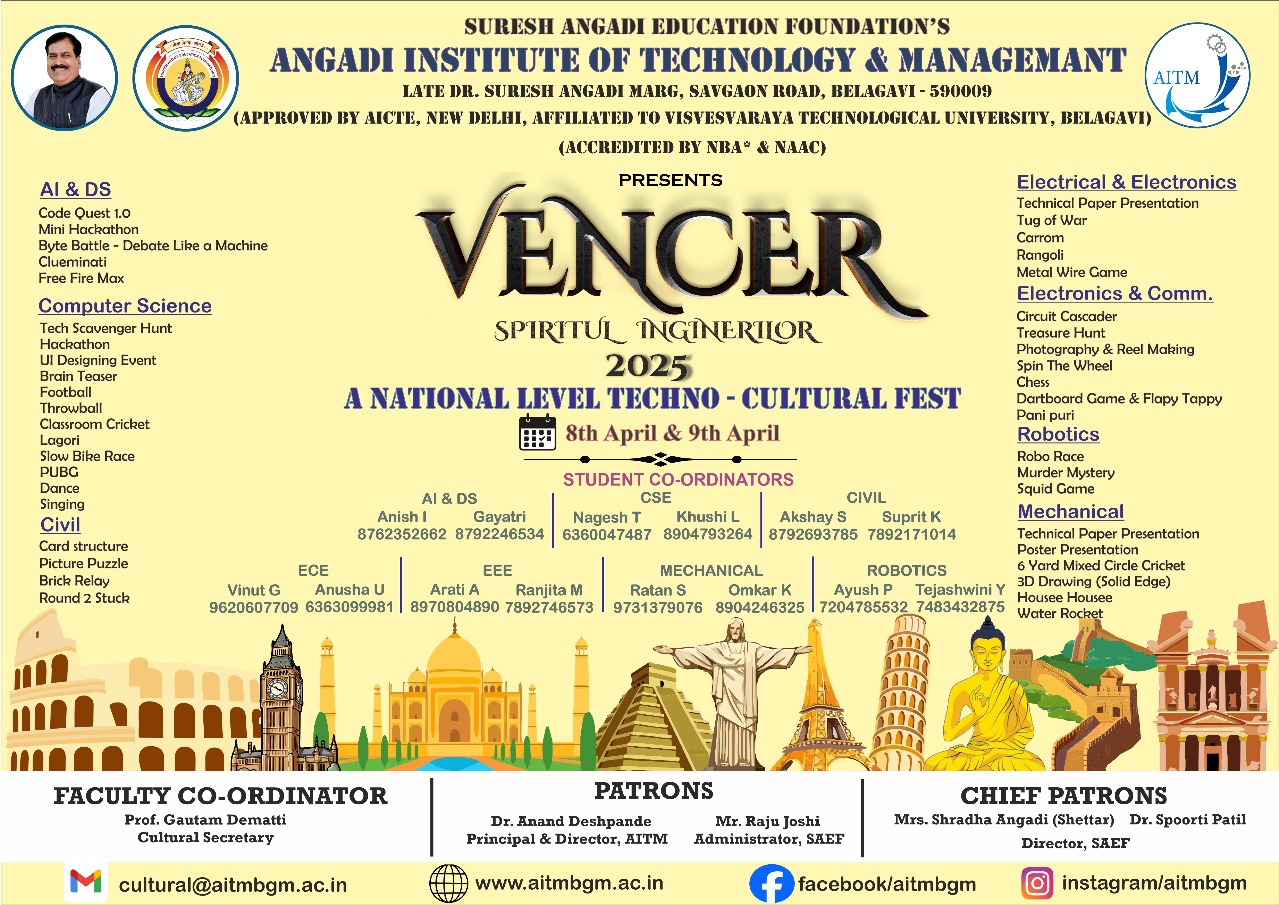 SURESH ANGADI EDUCATION FOUNDATION'S
ANGADI INSTITUTE OF TECHNOLOGY & MANAGEMANT
LATE DR. SURESH ANGADI MARG, SAVGAON ROAD, BELAGAVI - 590009
(APPROVED BY AICTE, NEW DELHI, AFFILIATED TO VISVESVARAYA TECHNOLOGICAL UNIVERSITY, BELAGAVI)
(ACCREDITED BY NBA* & NAAC)
AITM
PRESENTS
VENCER
SPIRITUL INGINERILOR
2025
A NATIONAL LEVEL TECHNO - CULTURAL FEST
8th April & 9th April
AI & DS
Code Quest 1.0
Mini Hackathon
Byte Battle - Debate Like a Machine
Clueminati
Free Fire Max
Computer Science
Tech Scavenger Hunt
Hackathon
UI Designing Event
Brain Teaser
Football
Throwball
Classroom Cricket
Lagori
Slow Bike Race
PUBG
Dance
Singing
Civil
Card structure
Picture Puzzle
Brick Relay
Round 2 Stuck
Electrical & Electronics
Technical Paper Presentation
Tug of War
Carrom
Rangoli
Metal Wire Game
Electronics & Comm.
Circuit Cascader
Treasure Hunt
Photography & Reel Making
Spin The Wheel
Chess
Dartboard Game & Flapy Tappy
Pani puri
Robotics
Robo Race
Murder Mystery
Squid Game
Mechanical
Technical Paper Presentation
Poster Presentation
6 Yard Mixed Circle Cricket
3D Drawing (Solid Edge)
Housee Housee
Water Rocket
STUDENT CO-ORDINATORS
AI & DS
Anish I Gayatri
8762352662 8792246534
CSE
Nagesh T Khushi L
6360047487 8904793264
CIVIL
Akshay S Suprit K
8792693785 7892171014
ECE
Vinut G Anusha U
9620607709 6363099981
EEE
Arati A Ranjita M
8970804890 7892746573
MECHANICAL
Ratan S Omkar K
9731379076 8904246325
ROBOTICS
Ayush P Tejashwini Y
7204785532 7483432875
FACULTY CO-ORDINATOR
Prof. Gautam Dematti
Cultural Secretary
PATRONS
Dr. Anand Deshpande Mr. Raju Joshi
Principal & Director, AITM Administrator, SAEF
CHIEF PATRONS
Mrs. Shradha Angadi (Shettar) Dr. Spoorti Patil
Director, SAEF
cultural@aitmbgm.ac.in
www.aitmbgm.ac.in
facebook/aitmbgm
instagram/aitmbgm